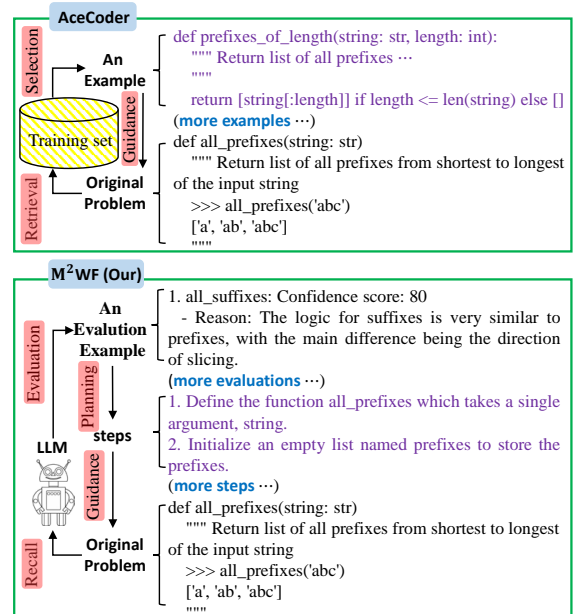 AceCoder
Selection
An
Example
def prefixes_of_length(string: str, length: int):
""" Return list of all prefixes ···
"""
return [string[:length]] if length <= len(string) else []
(more examples ···)
Training set
Guidance
Retrieval
Original
Problem
def all_prefixes(string: str)
""" Return list of all prefixes from shortest to longest
of the input string
>>> all_prefixes('abc')
['a', 'ab', 'abc']
"""
M²WF (Our)
Evaluation
An
Evalution
Example
1. all_suffixes: Confidence score: 80
- Reason: The logic for suffixes is very similar to
prefixes, with the main difference being the direction
of slicing.
(more evaluations ···)
Planning
steps
1. Define the function all_prefixes which takes a single
argument, string.
2. Initialize an empty list named prefixes to store the
prefixes.
(more steps ···)
LLM
Guidance
Recall
Original
Problem
def all_prefixes(string: str)
""" Return list of all prefixes from shortest to longest
of the input string
>>> all_prefixes('abc')
['a', 'ab', 'abc']
"""